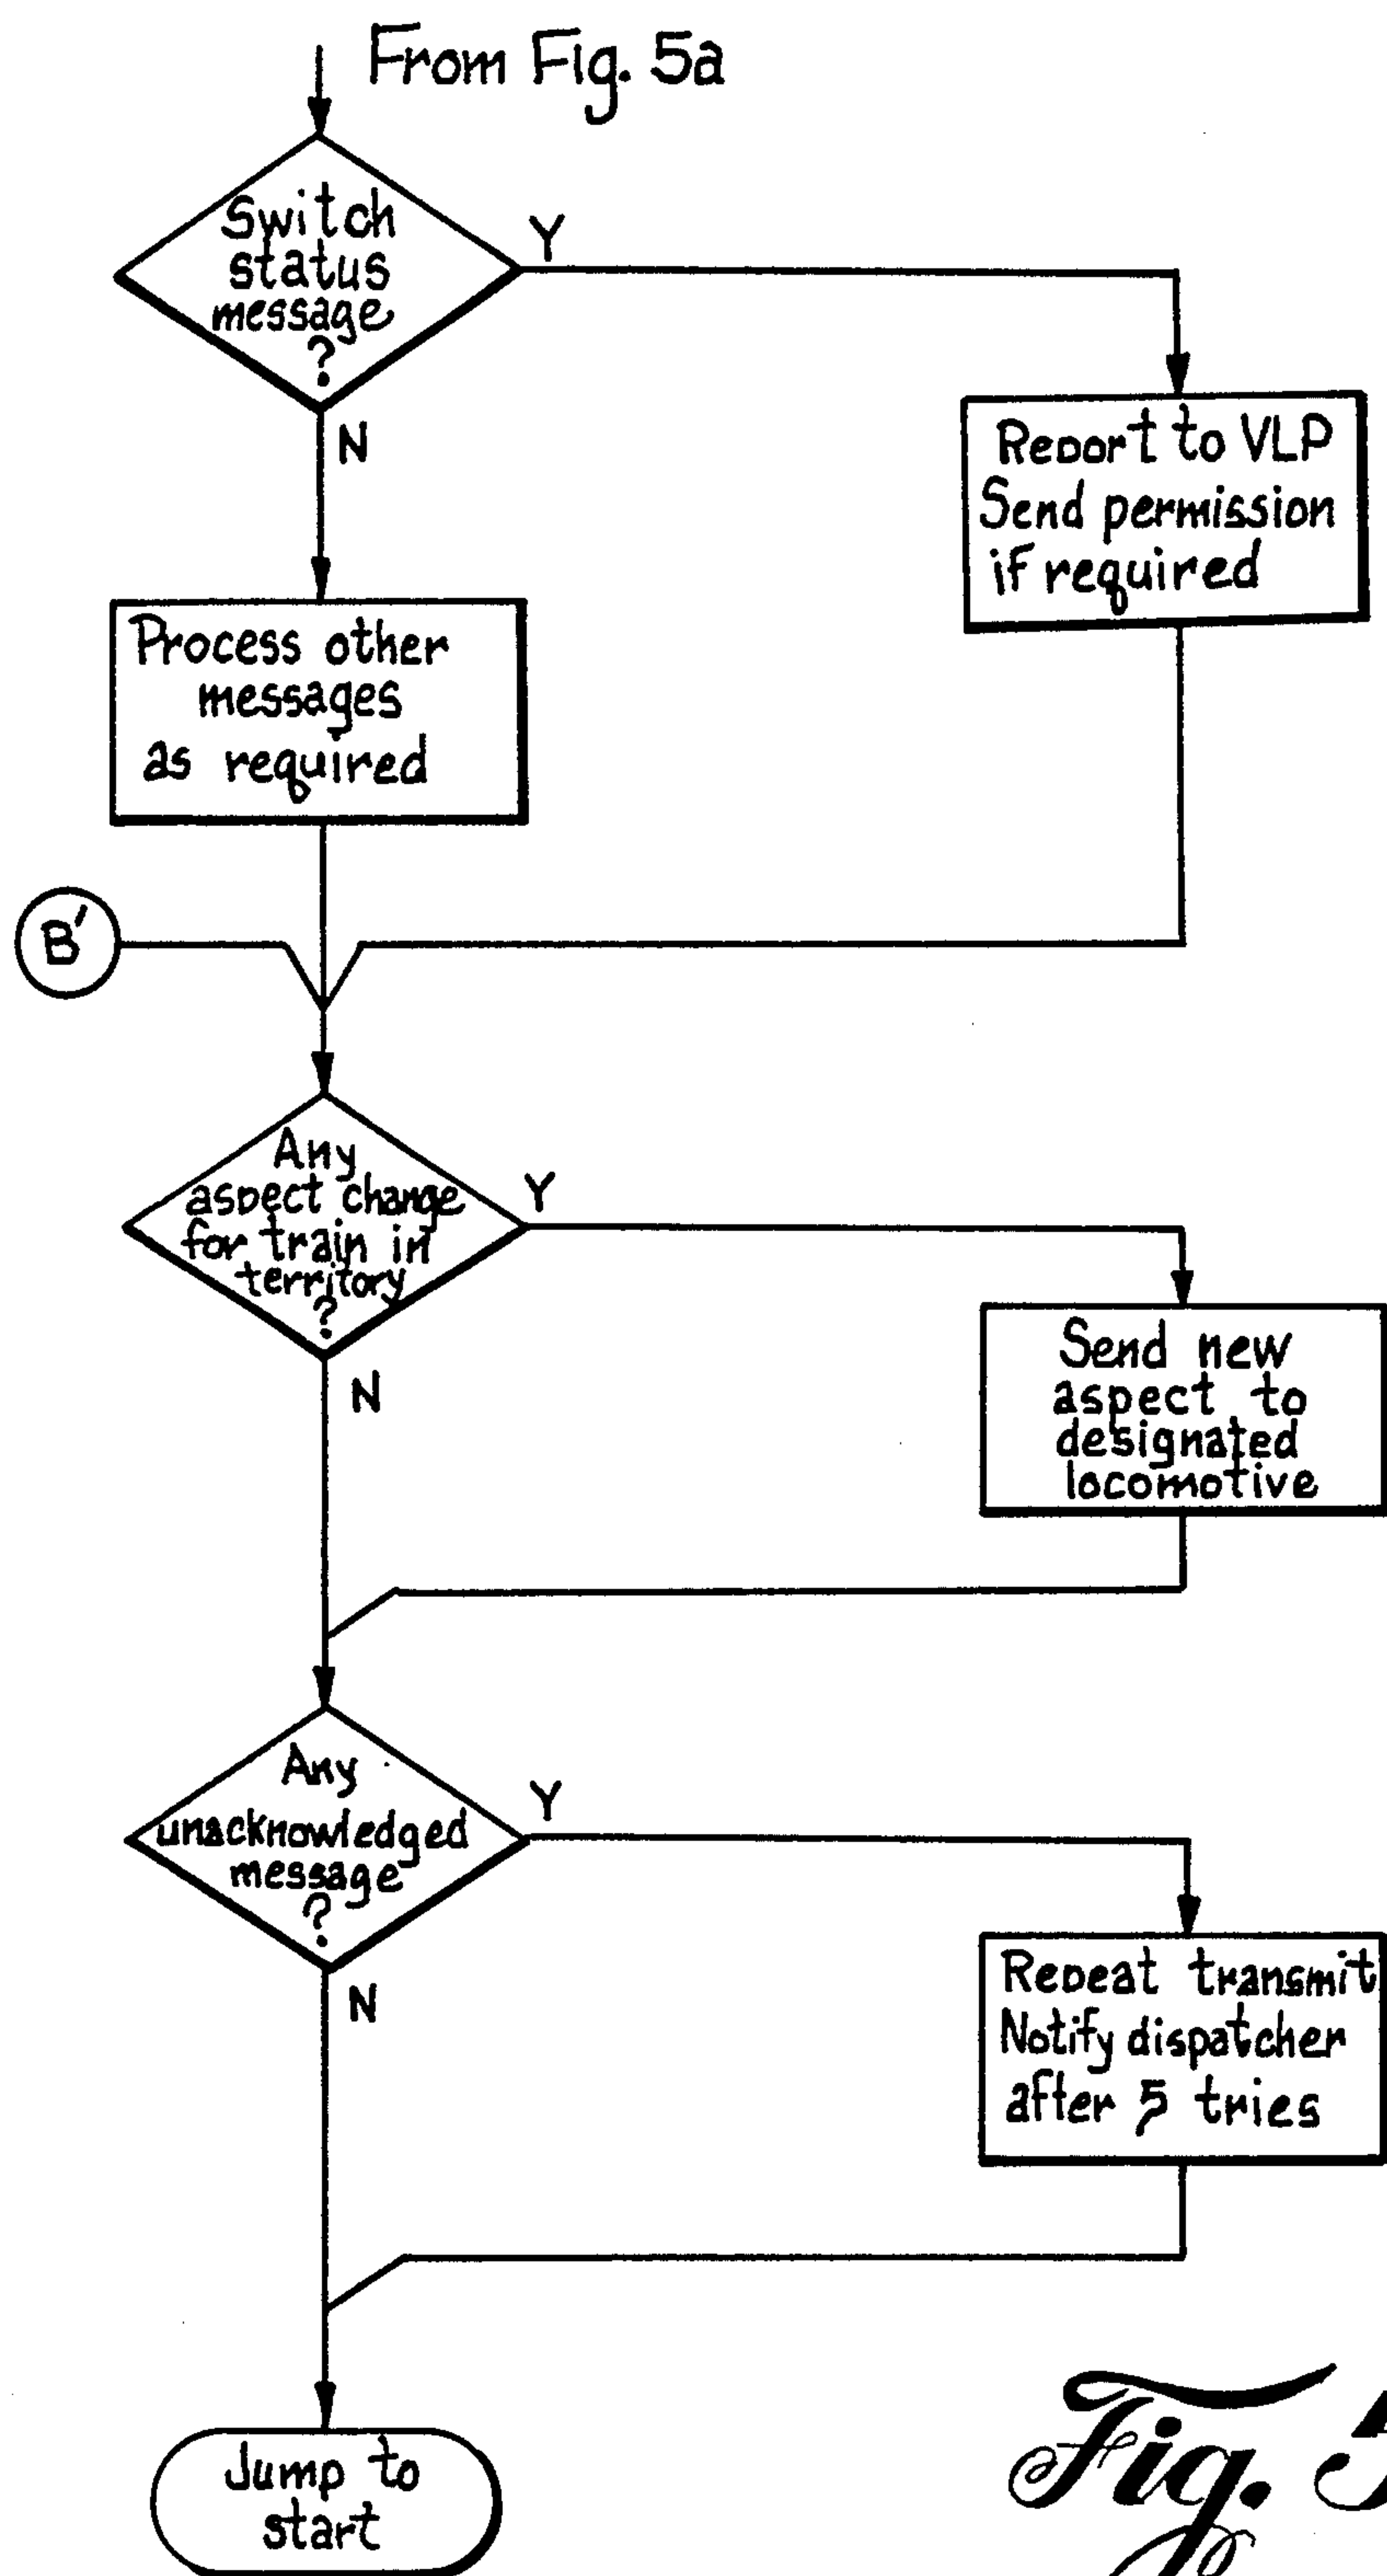 From Fig. 5a
Switch
status
message
?
Y
N
Report to VLP
Send permission
if required
Process other
messages
as required
B'
Any
aspect change
for train in
territory
?
Y
N
Send new
aspect to
designated
locomotive
Any
unacknowledged
message
?
Y
N
Repeat transmit
Notify dispatcher
after 5 tries
Jump to
start
Fig.